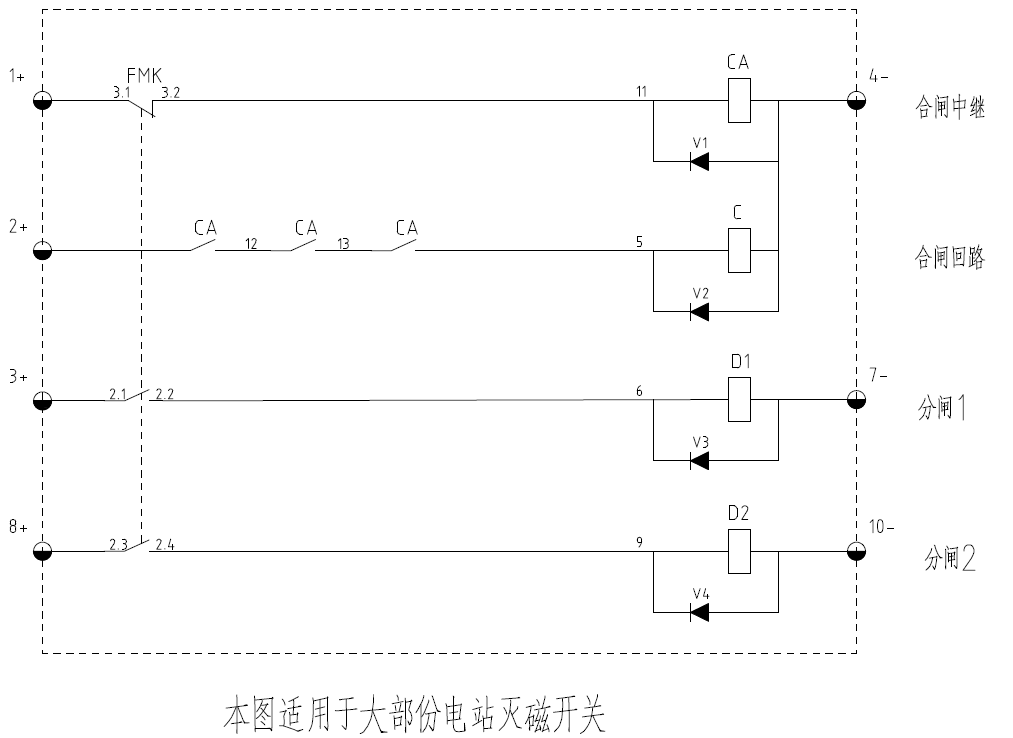 1+ FMK CA 4-
3.1 3.2 11 合闸中继
V1
2+ CA CA CA C
12 13 5 合闸回路
V2
3+ D1 7-
2.1 2.2 6 分闸1
V3
8+ D2 10-
2.3 2.4 9 分闸2
V4
本图适用于大部份电站灭磁开关